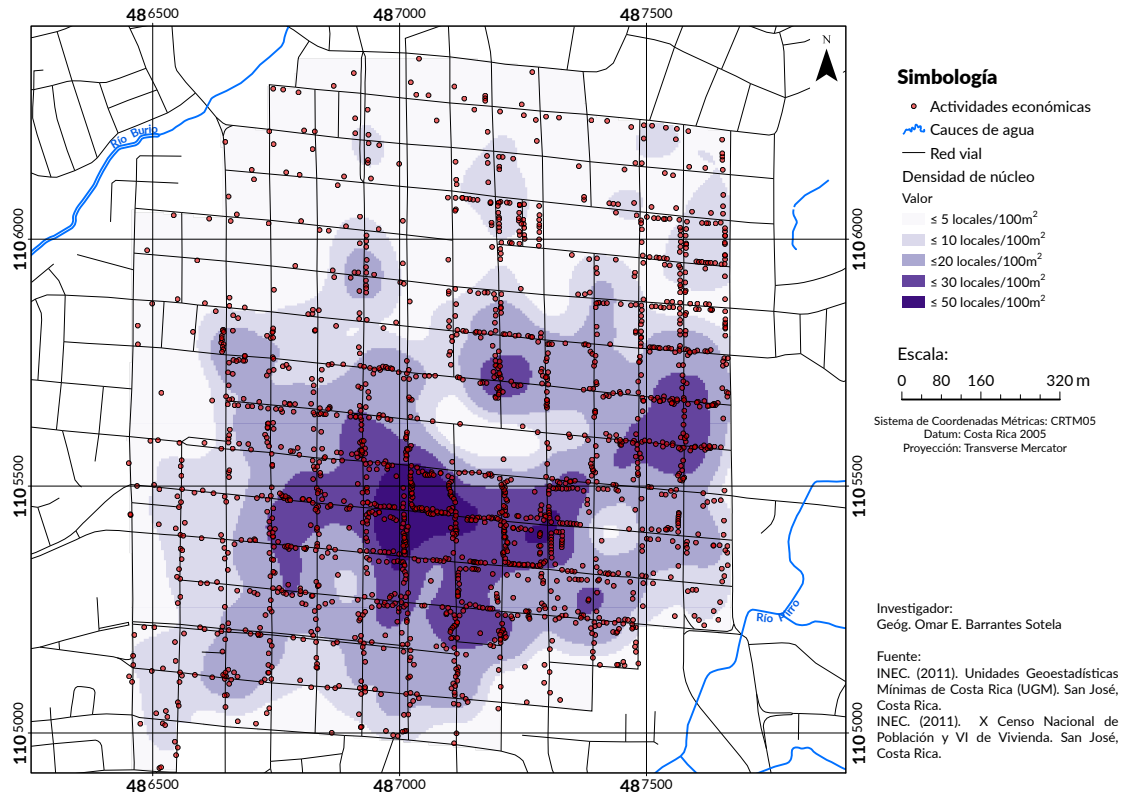 486500 487000 487500
N
1106000 1106000
1105500 1105500
1105000 1105000
486500 487000 487500
Río Burío
Río Pirro
Simbología
Actividades económicas
Cauces de agua
Red vial
Densidad de núcleo
Valor
≤ 5 locales/100m²
≤ 10 locales/100m²
≤20 locales/100m²
≤ 30 locales/100m²
≤ 50 locales/100m²
Escala:
0 80 160 320 m
Sistema de Coordenadas Métricas: CRTM05
Datum: Costa Rica 2005
Proyección: Transverse Mercator
Investigador:
Geóg. Omar E. Barrantes Sotela
Fuente:
INEC. (2011). Unidades Geoestadísticas
Mínimas de Costa Rica (UGM). San José,
Costa Rica.
INEC. (2011). X Censo Nacional de
Población y VI de Vivienda. San José,
Costa Rica.